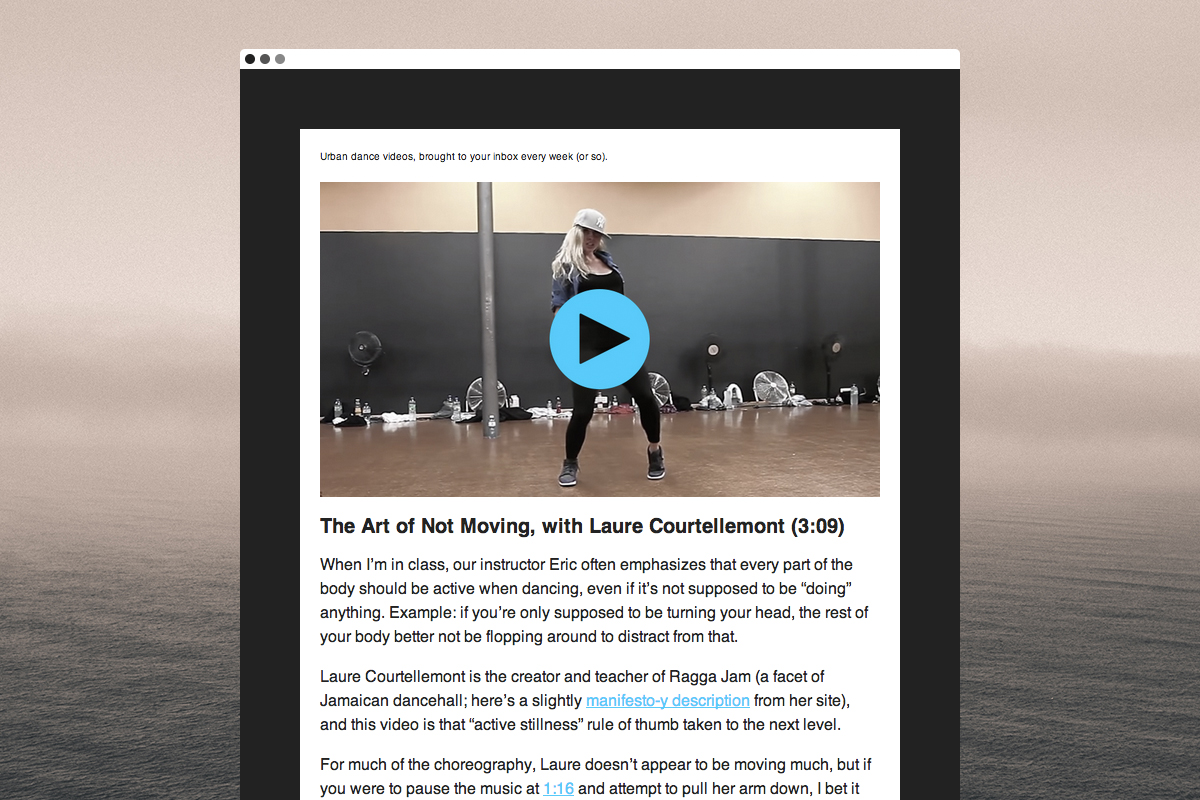 Urban dance videos, brought to your inbox every week (or so).
The Art of Not Moving, with Laure Courtellemont (3:09)
When I’m in class, our instructor Eric often emphasizes that every part of the
body should be active when dancing, even if it’s not supposed to be “doing”
anything. Example: if you’re only supposed to be turning your head, the rest of
your body better not be flopping around to distract from that.
Laure Courtellemont is the creator and teacher of Ragga Jam (a facet of
Jamaican dancehall; here’s a slightly manifesto-y description from her site),
and this video is that “active stillness” rule of thumb taken to the next level.
For much of the choreography, Laure doesn’t appear to be moving much, but if
you were to pause the music at 1:16 and attempt to pull her arm down, I bet it